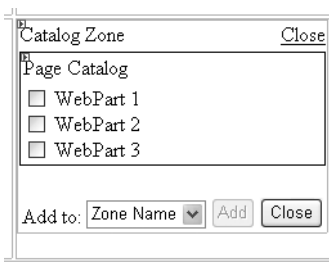 Catalog Zone Close
Page Catalog
WebPart 1
WebPart 2
WebPart 3
Add to: Zone Name Add Close